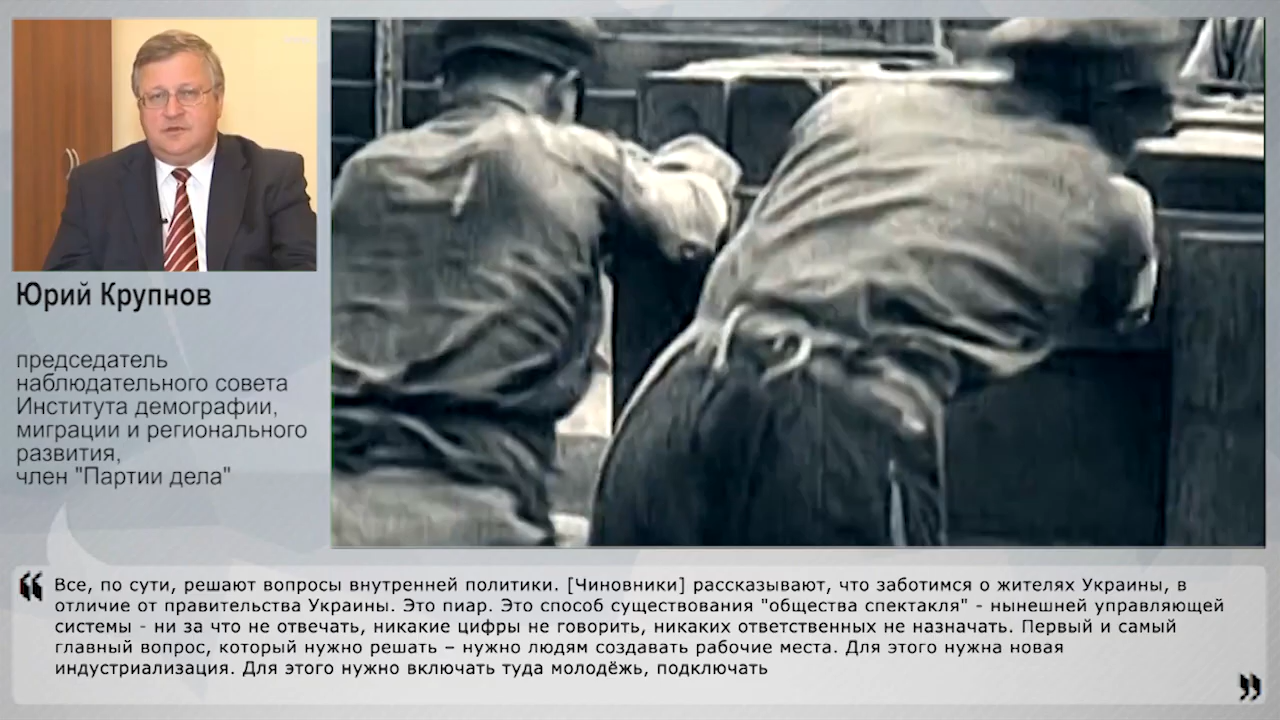 Юрий Крупнов
председатель
наблюдательного совета
Института демографии,
миграции и регионального
развития,
член "Партии дела"
“ Все, по сути, решают вопросы внутренней политики. [Чиновники] рассказывают, что заботимся о жителях Украины, в
отличие от правительства Украины. Это пиар. Это способ существования "общества спектакля" - нынешней управляющей
системы - ни за что не отвечать, никакие цифры не говорить, никаких ответственных не назначать. Первый и самый
главный вопрос, который нужно решать – нужно людям создавать рабочие места. Для этого нужна новая
индустриализация. Для этого нужно включать туда молодёжь, подключать
”